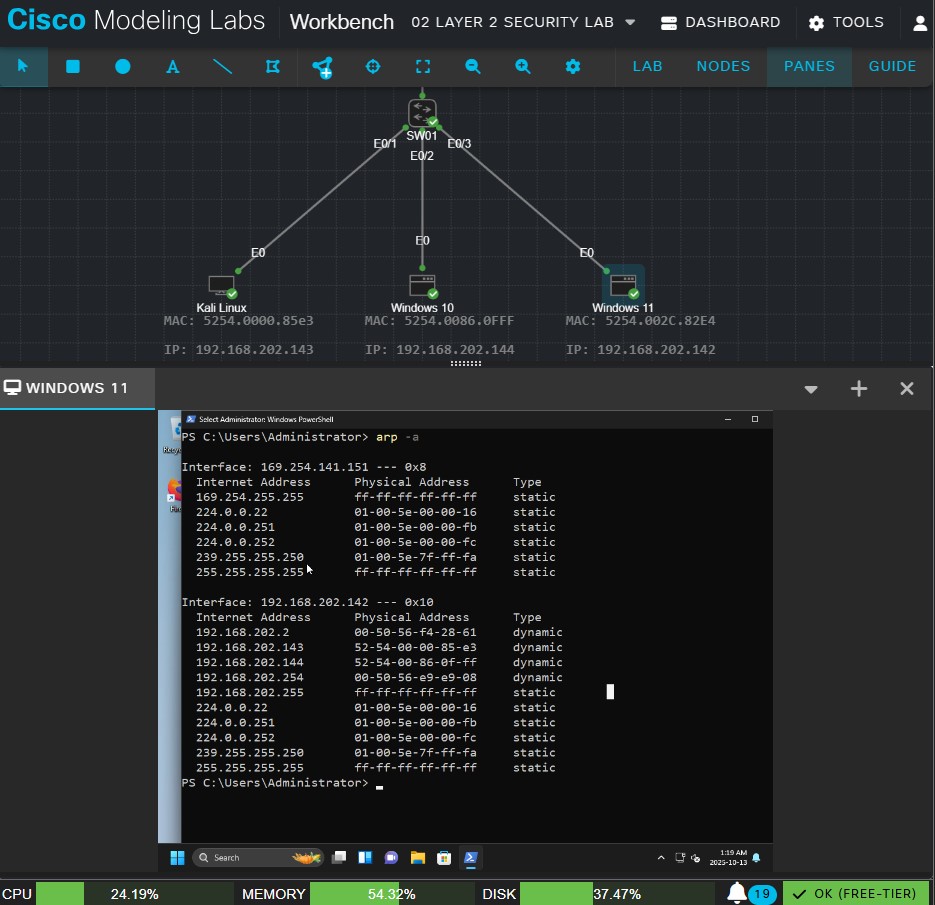 Cisco Modeling Labs Workbench 02 LAYER 2 SECURITY LAB DASHBOARD TOOLS
A LAB NODES PANES GUIDE
SW01
E0/1 E0/3
E0/2
E0
E0 E0
Kali Linux Windows 10 Windows 11
MAC: 5254.0000.85e3 MAC: 5254.0086.0FFF MAC: 5254.002C.82E4
IP: 192.168.202.143 IP: 192.168.202.144 IP: 192.168.202.142
WINDOWS 11
Select Administrator: Windows PowerShell
PS C:\Users\Administrator> arp -a
Interface: 169.254.141.151 --- 0x8
Internet Address Physical Address Type
169.254.255.255 ff-ff-ff-ff-ff-ff static
224.0.0.22 01-00-5e-00-00-16 static
224.0.0.251 01-00-5e-00-00-fb static
224.0.0.252 01-00-5e-00-00-fc static
239.255.255.250 01-00-5e-7f-ff-fa static
255.255.255.255 ff-ff-ff-ff-ff-ff static
Interface: 192.168.202.142 --- 0x10
Internet Address Physical Address Type
192.168.202.2 00-50-56-f4-28-61 dynamic
192.168.202.143 52-54-00-00-85-e3 dynamic
192.168.202.144 52-54-00-86-0f-ff dynamic
192.168.202.254 00-50-56-e9-e9-08 dynamic
192.168.202.255 ff-ff-ff-ff-ff-ff static
224.0.0.22 01-00-5e-00-00-16 static
224.0.0.251 01-00-5e-00-00-fb static
224.0.0.252 01-00-5e-00-00-fc static
239.255.255.250 01-00-5e-7f-ff-fa static
255.255.255.255 ff-ff-ff-ff-ff-ff static
PS C:\Users\Administrator>
Search
1:19 AM
2025-10-13
CPU 24.19% MEMORY 54.32% DISK 37.47% 19 OK (FREE-TIER)